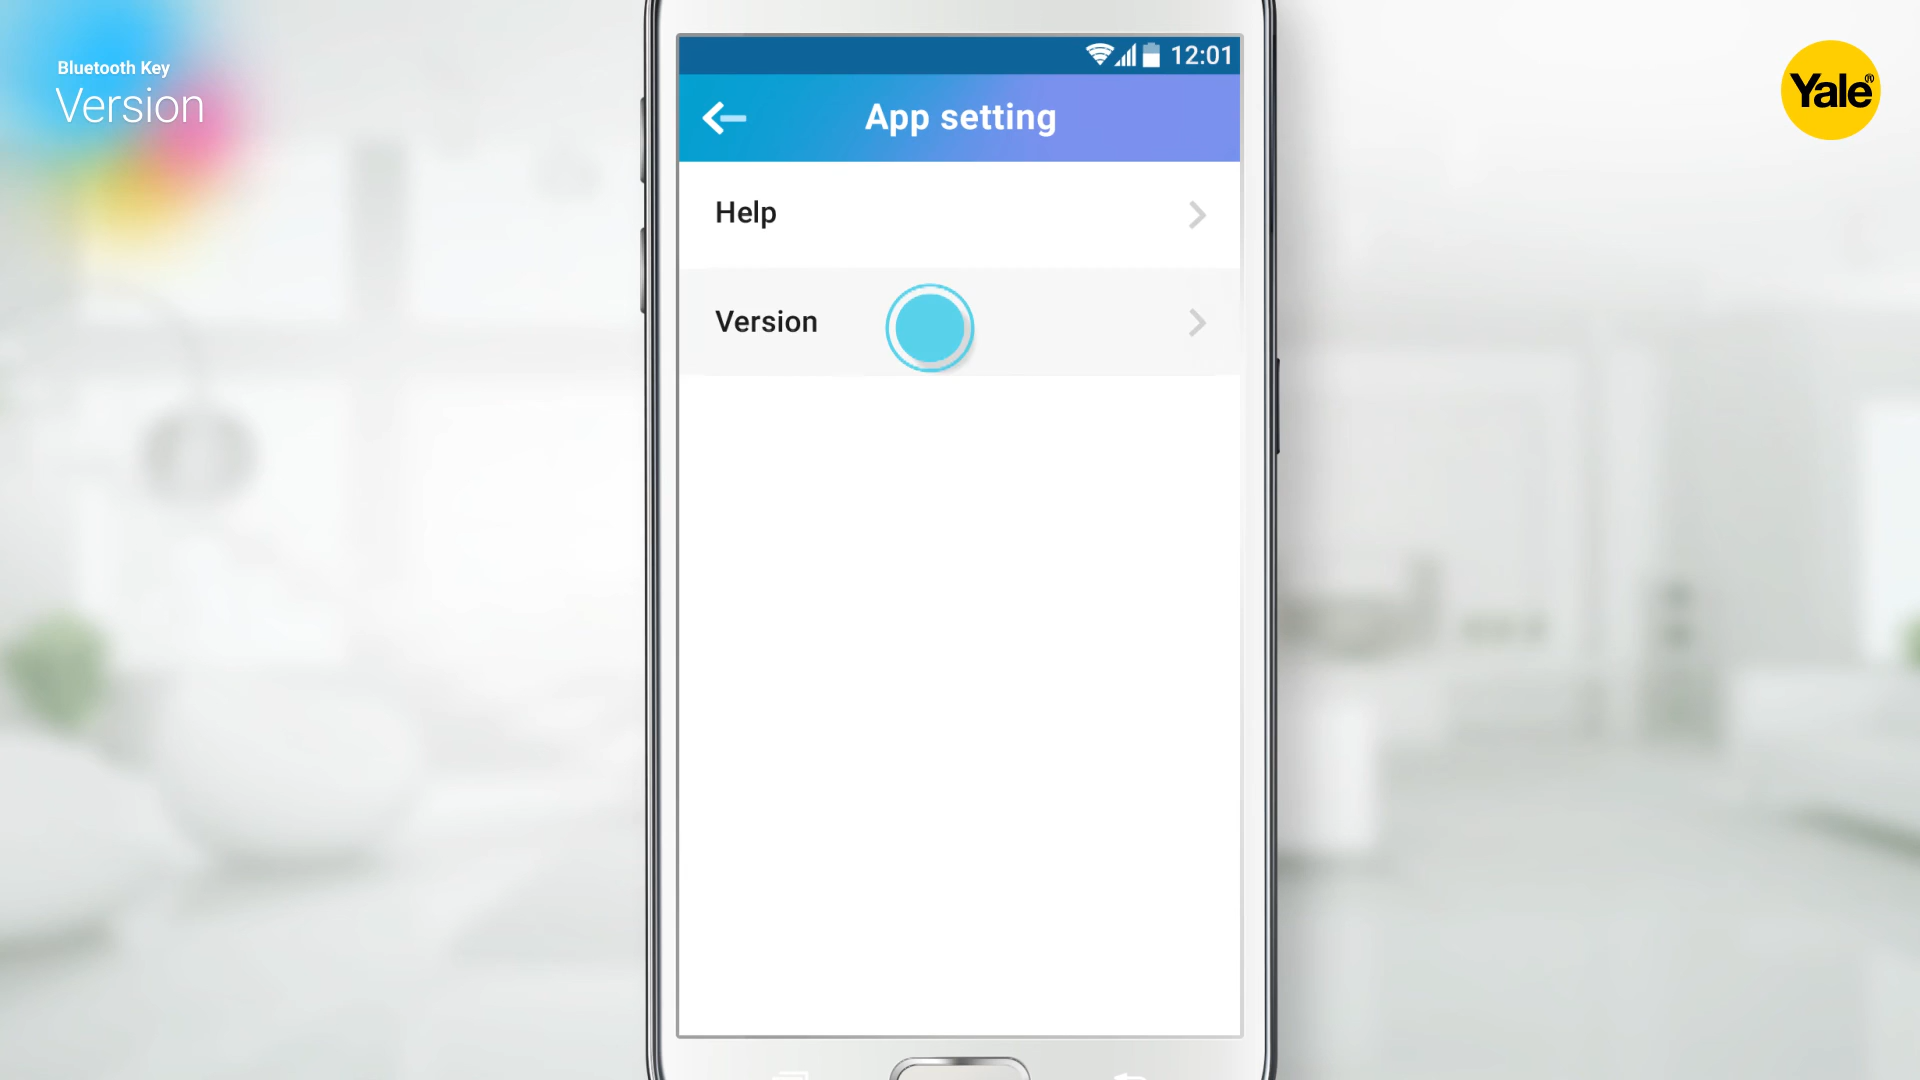 Bluetooth Key
Version
Yale®
12:01
App setting
Help
Version